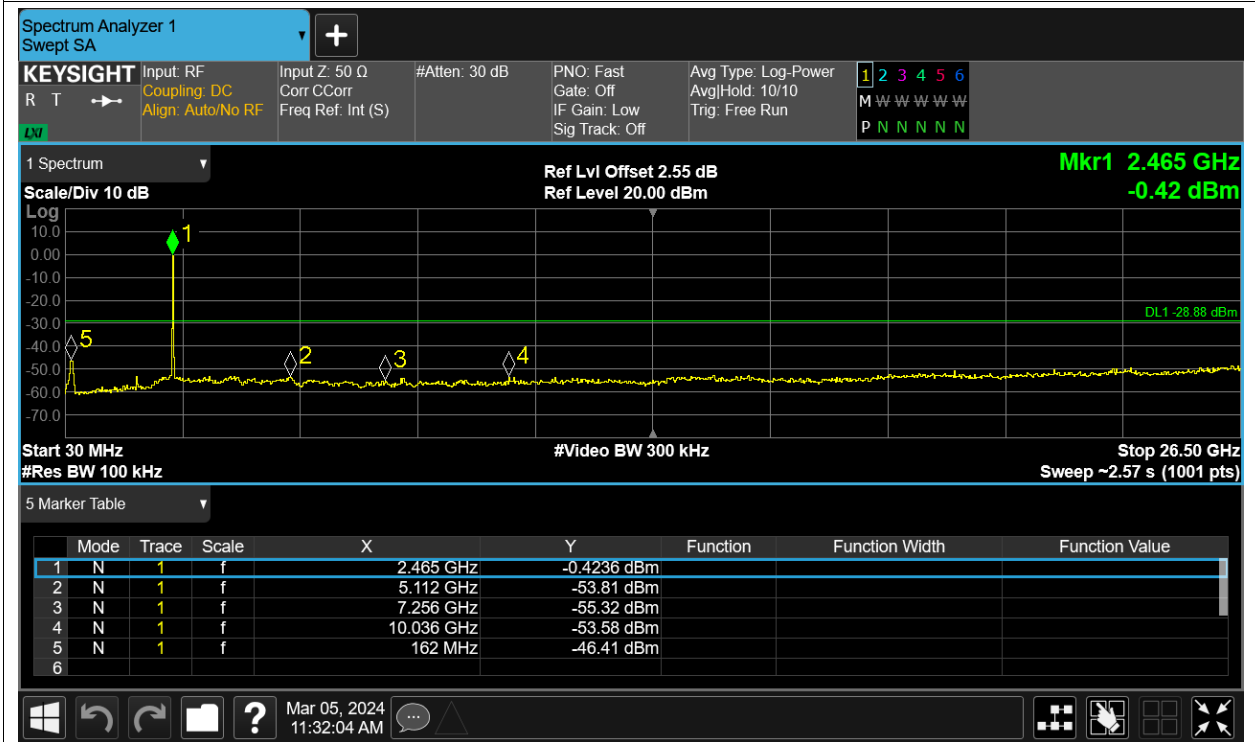 Spectrum Analyzer 1
Swept SA
KEYSIGHT
R T
LXI
Input: RF
Coupling: DC
Align: Auto/No RF
Input Z: 50 Ω
Corr CCorr
Freq Ref: Int (S)
#Atten: 30 dB
PNO: Fast
Gate: Off
IF Gain: Low
Sig Track: Off
Avg Type: Log-Power
Avg|Hold: 10/10
Trig: Free Run
1 2 3 4 5 6
M W W W W W
P N N N N N
1 Spectrum
Scale/Div 10 dB
Ref Lvl Offset 2.55 dB
Ref Level 20.00 dBm
Mkr1 2.465 GHz
-0.42 dBm
Log
10.0
0.00
-10.0
-20.0
-30.0
-40.0
-50.0
-60.0
-70.0
1
5
2
3
4
DL1 -28.88 dBm
Start 30 MHz
#Res BW 100 kHz
#Video BW 300 kHz
Stop 26.50 GHz
Sweep ~2.57 s (1001 pts)
5 Marker Table
Mode Trace Scale X Y Function Function Width Function Value
1 N 1 f 2.465 GHz -0.4236 dBm
2 N 1 f 5.112 GHz -53.81 dBm
3 N 1 f 7.256 GHz -55.32 dBm
4 N 1 f 10.036 GHz -53.58 dBm
5 N 1 f 162 MHz -46.41 dBm
6
?
Mar 05, 2024
11:32:04 AM